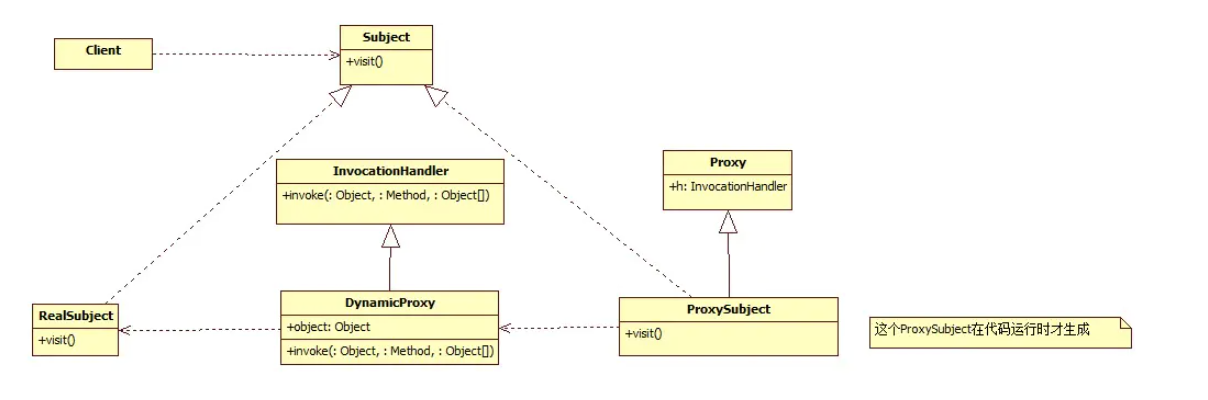 Client
Subject
+visit()
InvocationHandler
+invoke(: Object, : Method, : Object[])
Proxy
+h: InvocationHandler
RealSubject
+visit()
DynamicProxy
+object: Object
+invoke(: Object, : Method, : Object[])
ProxySubject
+visit()
这个ProxySubject在代码运行时才生成